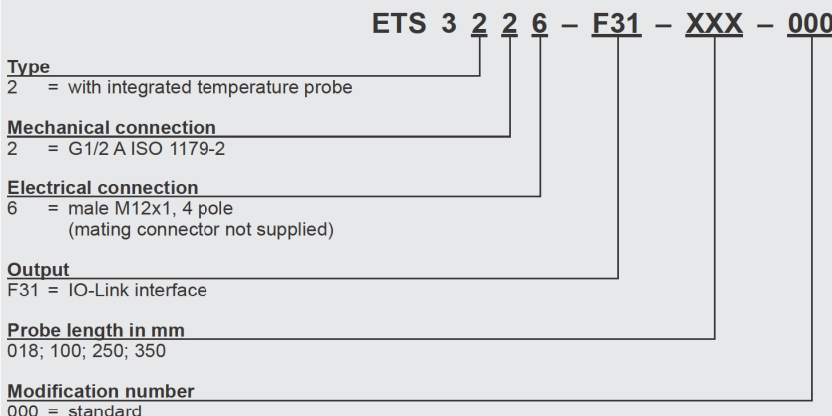 ETS 3 2 2 6 – F31 – XXX – 000
Type
2 = with integrated temperature probe
Mechanical connection
2 = G1/2 A ISO 1179-2
Electrical connection
6 = male M12x1, 4 pole
(mating connector not supplied)
Output
F31 = IO-Link interface
Probe length in mm
018; 100; 250; 350
Modification number
000 = standard